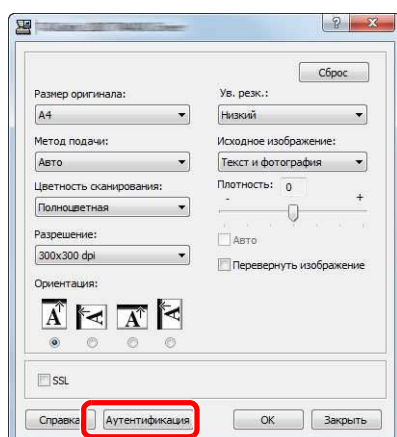 Сброс
Размер оригинала:
Ув. резк.:
A4
Низкий
Метод подачи:
Исходное изображение:
Авто
Текст и фотография
Цветность сканирования:
Плотность: 0
Полноцветная
- +
Разрешение:
Авто
300x300 dpi
Перевернуть изображение
Ориентация:
A A A A
SSL
Справка Аутентификация OK Закрыть